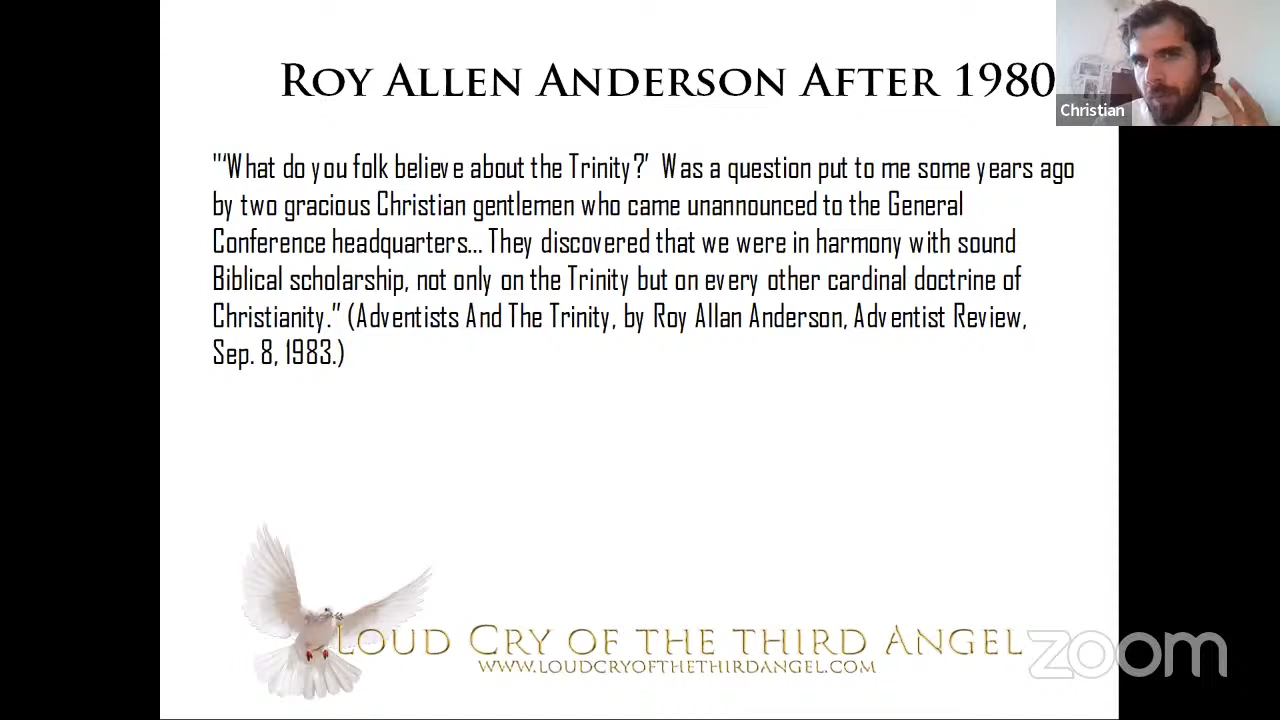 ROY ALLEN ANDERSON AFTER 1980
Christian
"‘What do you folk believe about the Trinity?’ Was a question put to me some years ago
by two gracious Christian gentlemen who came unannounced to the General
Conference headquarters... They discovered that we were in harmony with sound
Biblical scholarship, not only on the Trinity but on every other cardinal doctrine of
Christianity.” (Adventists And The Trinity, by Roy Allan Anderson, Adventist Review,
Sep. 8, 1983.)
LOUD CRY OF THE THIRD ANGEL
WWW.LOUDCRYOFTHETHIRDANGEL.COM
zoom